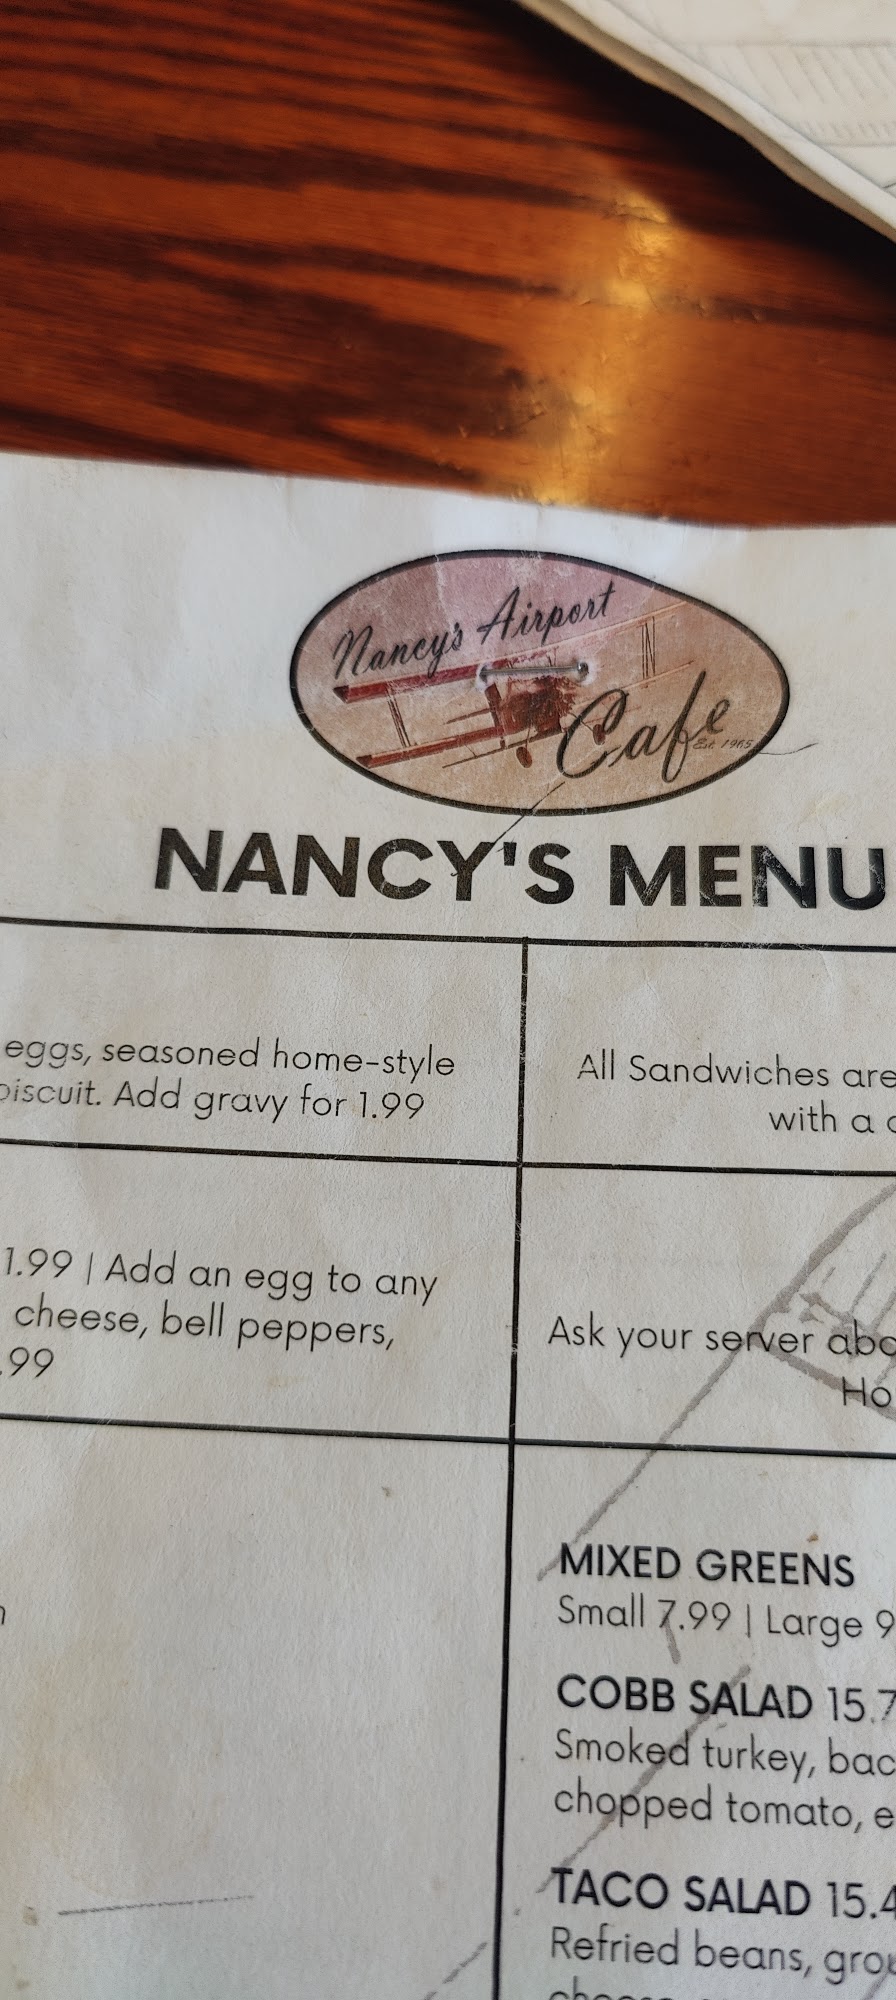 Nancy's Airport
Cafe
Est. 1965
NANCY'S MENU
eggs, seasoned home-style
biscuit. Add gravy for 1.99
1.99 | Add an egg to any
cheese, bell peppers,
.99
All Sandwiches are
with a
Ask your server
Ho
MIXED GREENS
Small 7.99 | Large 9
COBB SALAD 15.7
Smoked turkey, bac
chopped tomato, e
TACO SALAD 15.4
Refried beans, grou